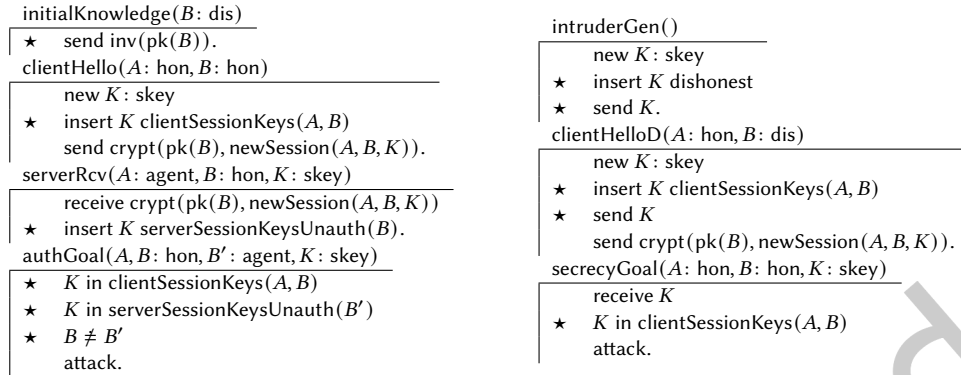 initialKnowledge(B: dis)
★ send inv(pk(B)).
clientHello(A: hon, B: hon)
new K: skey
★ insert K clientSessionKeys(A, B)
send crypt(pk(B), newSession(A, B, K)).
serverRcv(A: agent, B: hon, K: skey)
receive crypt(pk(B), newSession(A, B, K))
★ insert K serverSessionKeysUnauth(B).
authGoal(A, B: hon, B′: agent, K: skey)
★ K in clientSessionKeys(A, B)
★ K in serverSessionKeysUnauth(B′)
★ B ≠ B′
attack.
intruderGen()
new K: skey
★ insert K dishonest
★ send K.
clientHelloD(A: hon, B: dis)
new K: skey
★ insert K clientSessionKeys(A, B)
★ send K
send crypt(pk(B), newSession(A, B, K)).
secrecyGoal(A: hon, B: hon, K: skey)
receive K
★ K in clientSessionKeys(A, B)
attack.